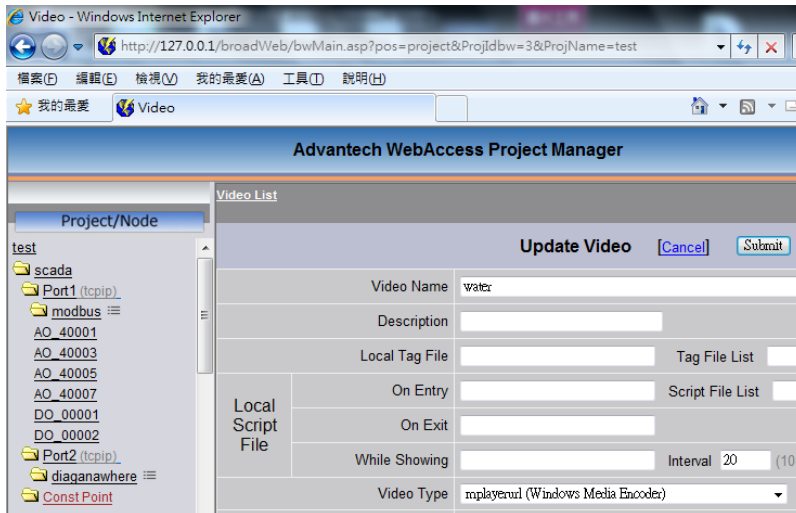 Video - Windows Internet Explorer
http://127.0.0.1/broadWeb/bwMain.asp?pos=project&ProjIdbw=3&ProjName=test
檔案(F) 編輯(E) 檢視(V) 我的最愛(A) 工具(T) 說明(H)
我的最愛 Video
Advantech WebAccess Project Manager
Video List
Project/Node
test
scada
Port1 (tcpip)
modbus
AO_40001
AO_40003
AO_40005
AO_40007
DO_00001
DO_00002
Port2 (tcpip)
diaganawhere
Const Point
Update Video [Cancel] Submit
Video Name water
Description
Local Tag File Tag File List
Local Script File
On Entry Script File List
On Exit
While Showing Interval 20 (10
Video Type mplayerurl (Windows Media Encoder)